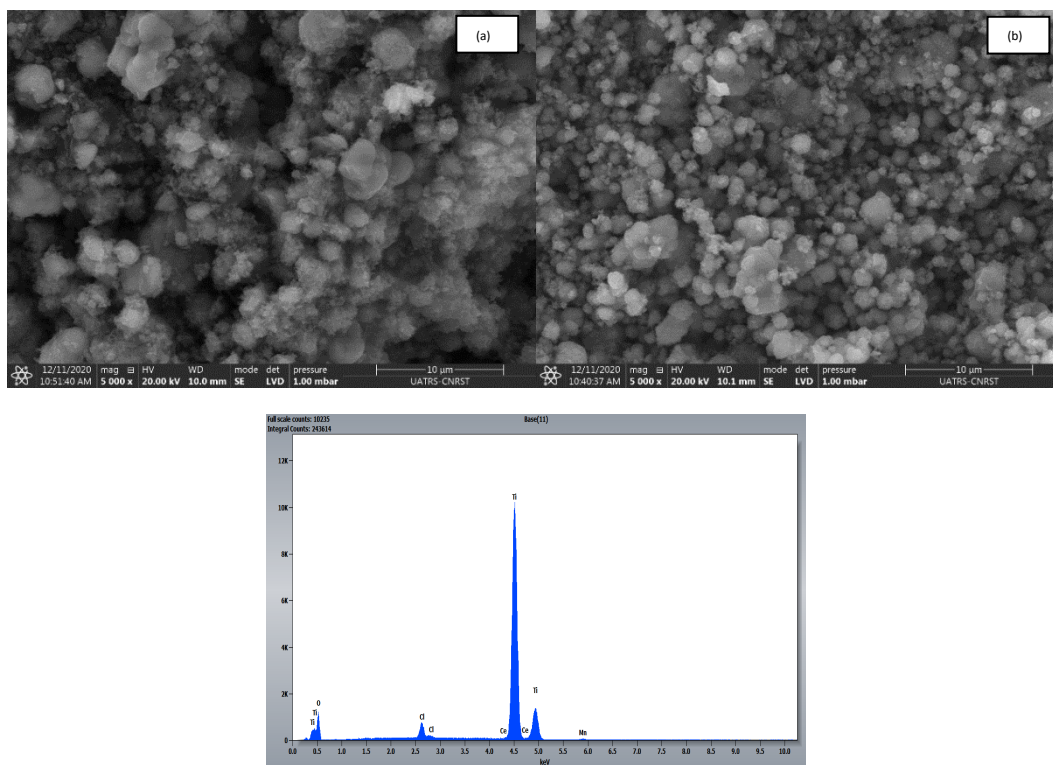 (a)
(b)
12/11/2020 mag HV WD mode det pressure 10 µm
10:51:40 AM 5 000 x 20.00 kV 10.0 mm SE LVD 1.00 mbar UATRS-CNRST
12/11/2020 mag HV WD mode det pressure 10 µm
10:40:37 AM 5 000 x 20.00 kV 10.1 mm SE LVD 1.00 mbar UATRS-CNRST
Full scale counts: 10235 Base(11)
Integral Counts: 243614
12K
Ti
10K
8K
6K
4K
Ti
2K
O
Ti
Ti
Cl
Cl
Ce
Ce
Mn
0
0.0 0.5 1.0 1.5 2.0 2.5 3.0 3.5 4.0 4.5 5.0 5.5 6.0 6.5 7.0 7.5 8.0 8.5 9.0 9.5 10.0
keV